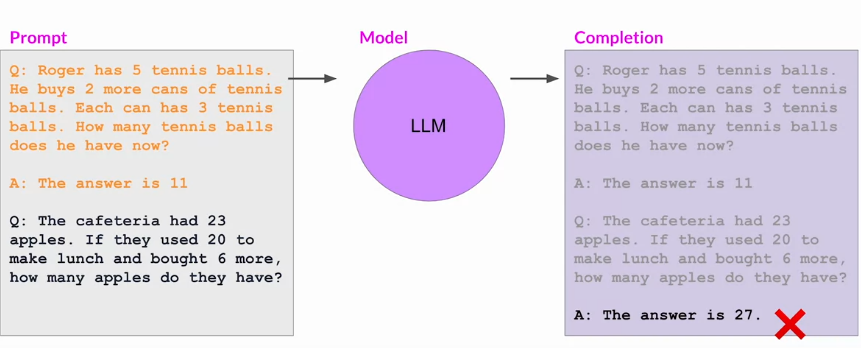 Prompt
Q: Roger has 5 tennis balls.
He buys 2 more cans of tennis
balls. Each can has 3 tennis
balls. How many tennis balls
does he have now?
A: The answer is 11
Q: The cafeteria had 23
apples. If they used 20 to
make lunch and bought 6 more,
how many apples do they have?
Model
LLM
Completion
Q: Roger has 5 tennis balls.
He buys 2 more cans of tennis
balls. Each can has 3 tennis
balls. How many tennis balls
does he have now?
A: The answer is 11
Q: The cafeteria had 23
apples. If they used 20 to
make lunch and bought 6 more,
how many apples do they have?
A: The answer is 27.